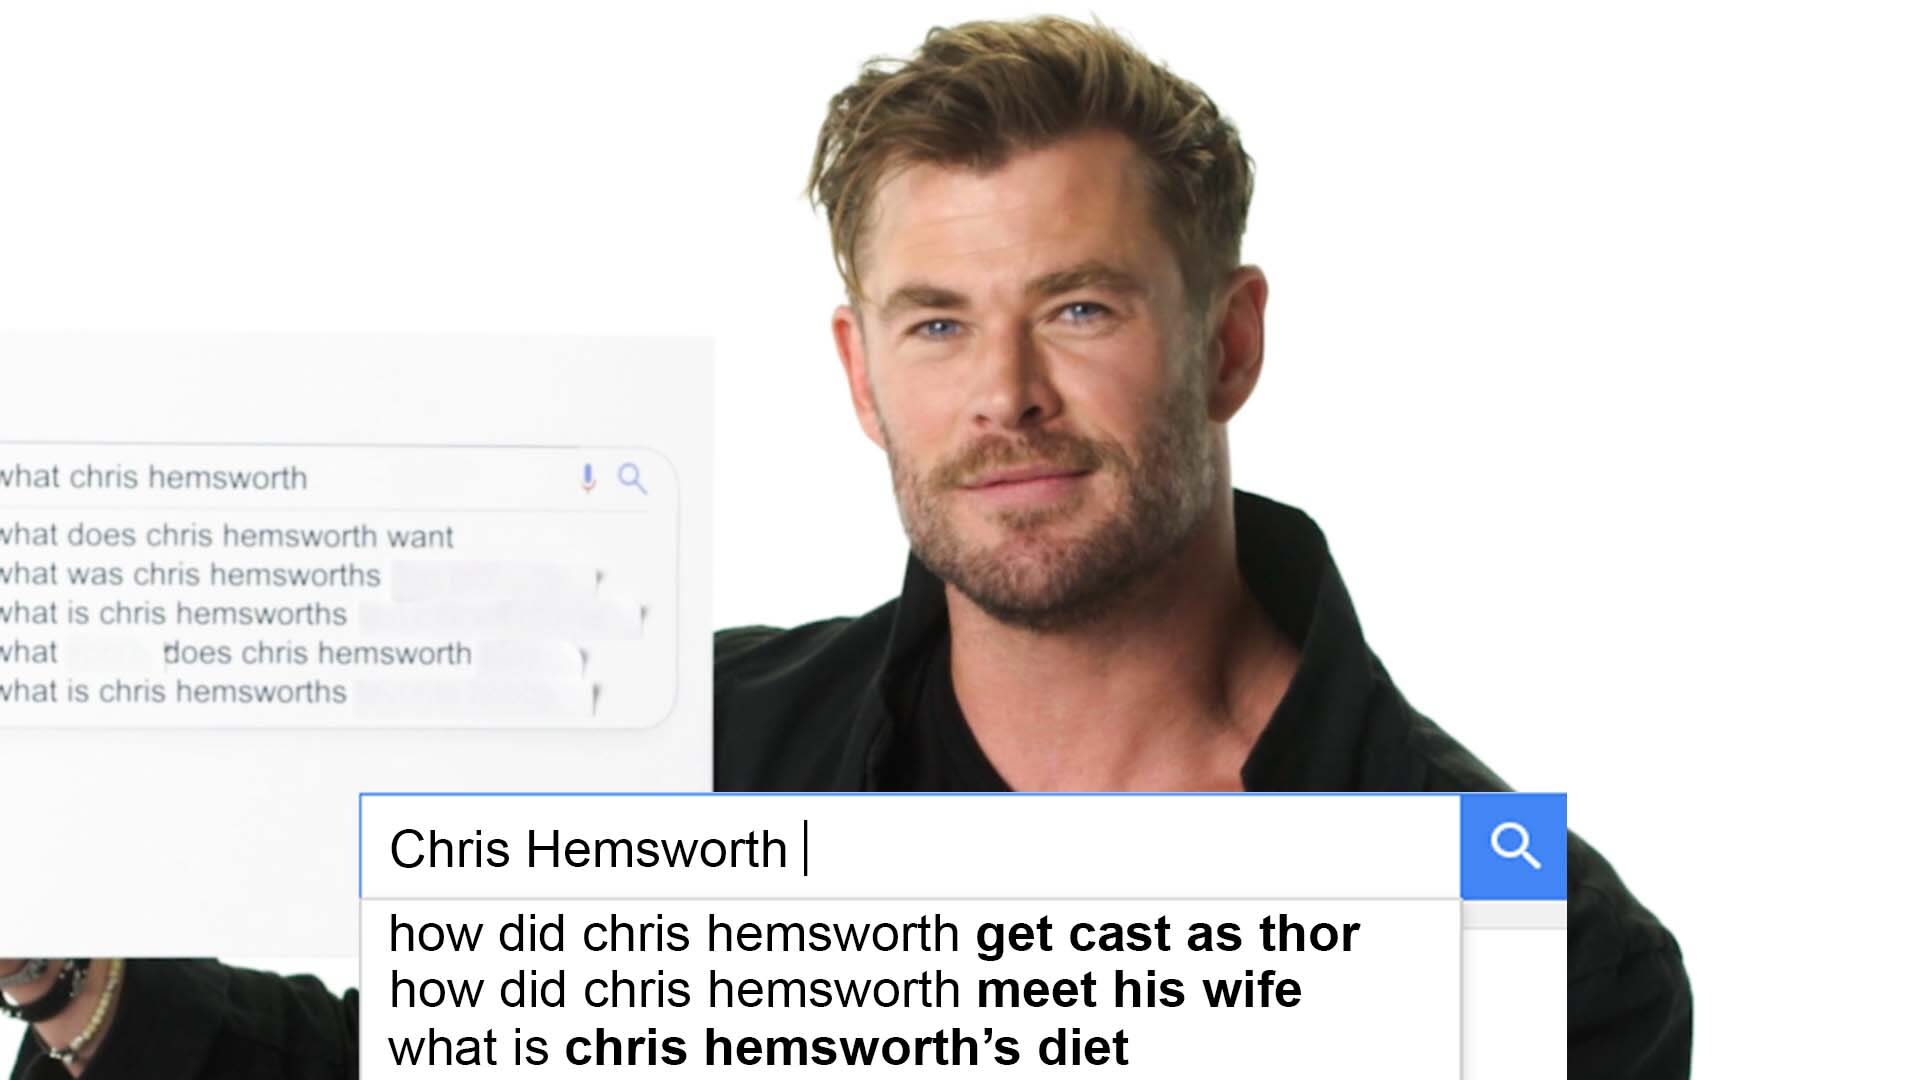 what chris hemsworth
what does chris hemsworth want
what was chris hemsworths
what is chris hemsworths
what does chris hemsworth
what is chris hemsworths
Chris Hemsworth
how did chris hemsworth get cast as thor
how did chris hemsworth meet his wife
what is chris hemsworth’s diet